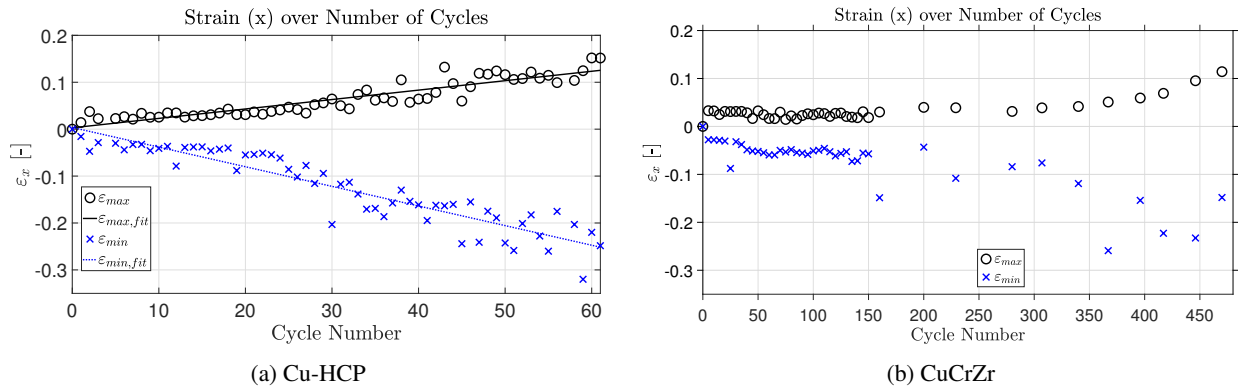 Strain (x) over Number of Cycles
0.2
0.1
0
-0.1
-0.2
-0.3
εx [-]
εmax
εmax,fit
εmin
εmin,fit
0 10 20 30 40 50 60
Cycle Number
(a) Cu-HCP
Strain (x) over Number of Cycles
0.2
0.1
0
-0.1
-0.2
-0.3
εx [-]
εmax
εmin
0 50 100 150 200 250 300 350 400 450
Cycle Number
(b) CuCrZr